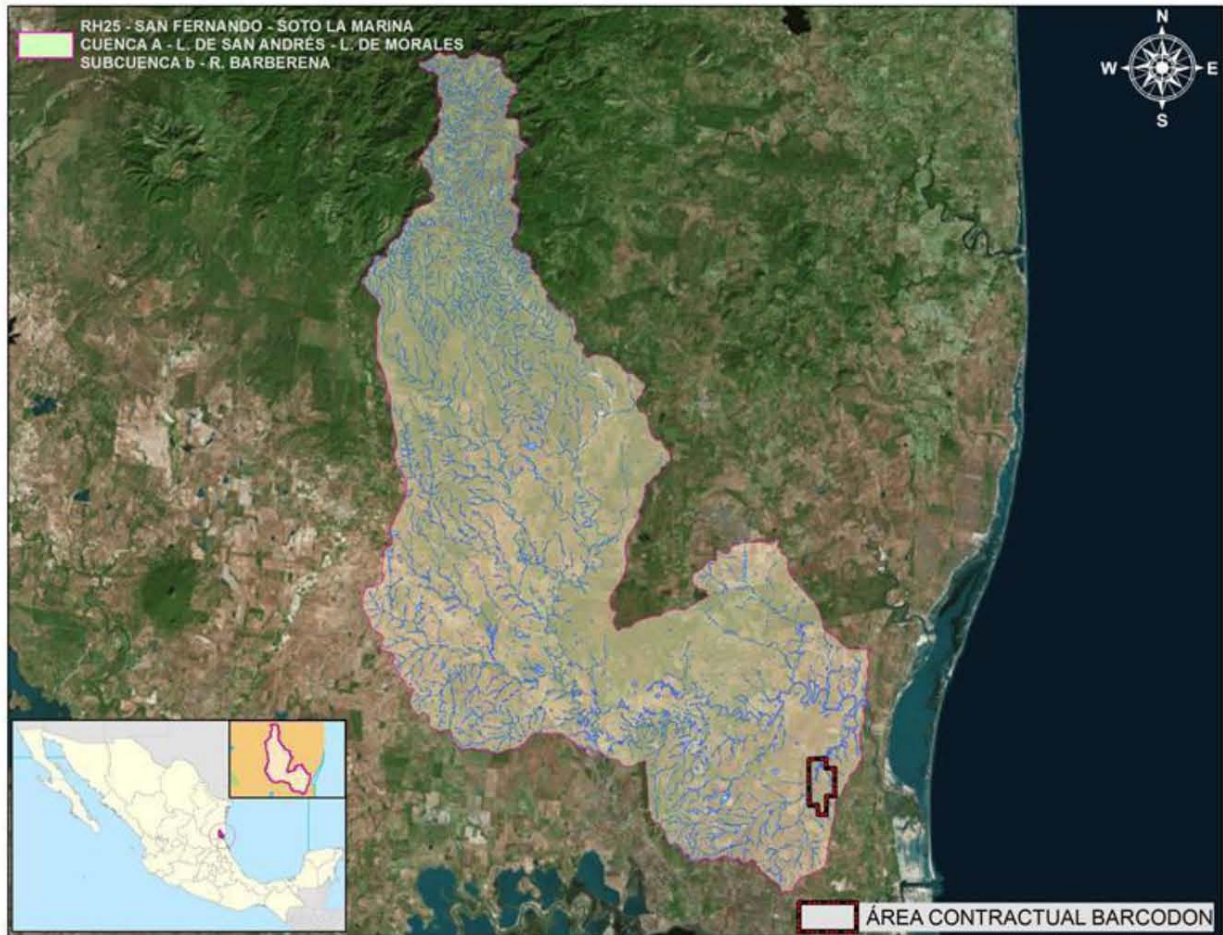 RH25 - SAN FERNANDO - SOTO LA MARINA
CUENCA A - L. DE SAN ANDRÉS - L. DE MORALES
SUBCUENCA b - R. BARBERENA
N
W
E
S
ÁREA CONTRACTUAL BARCODON